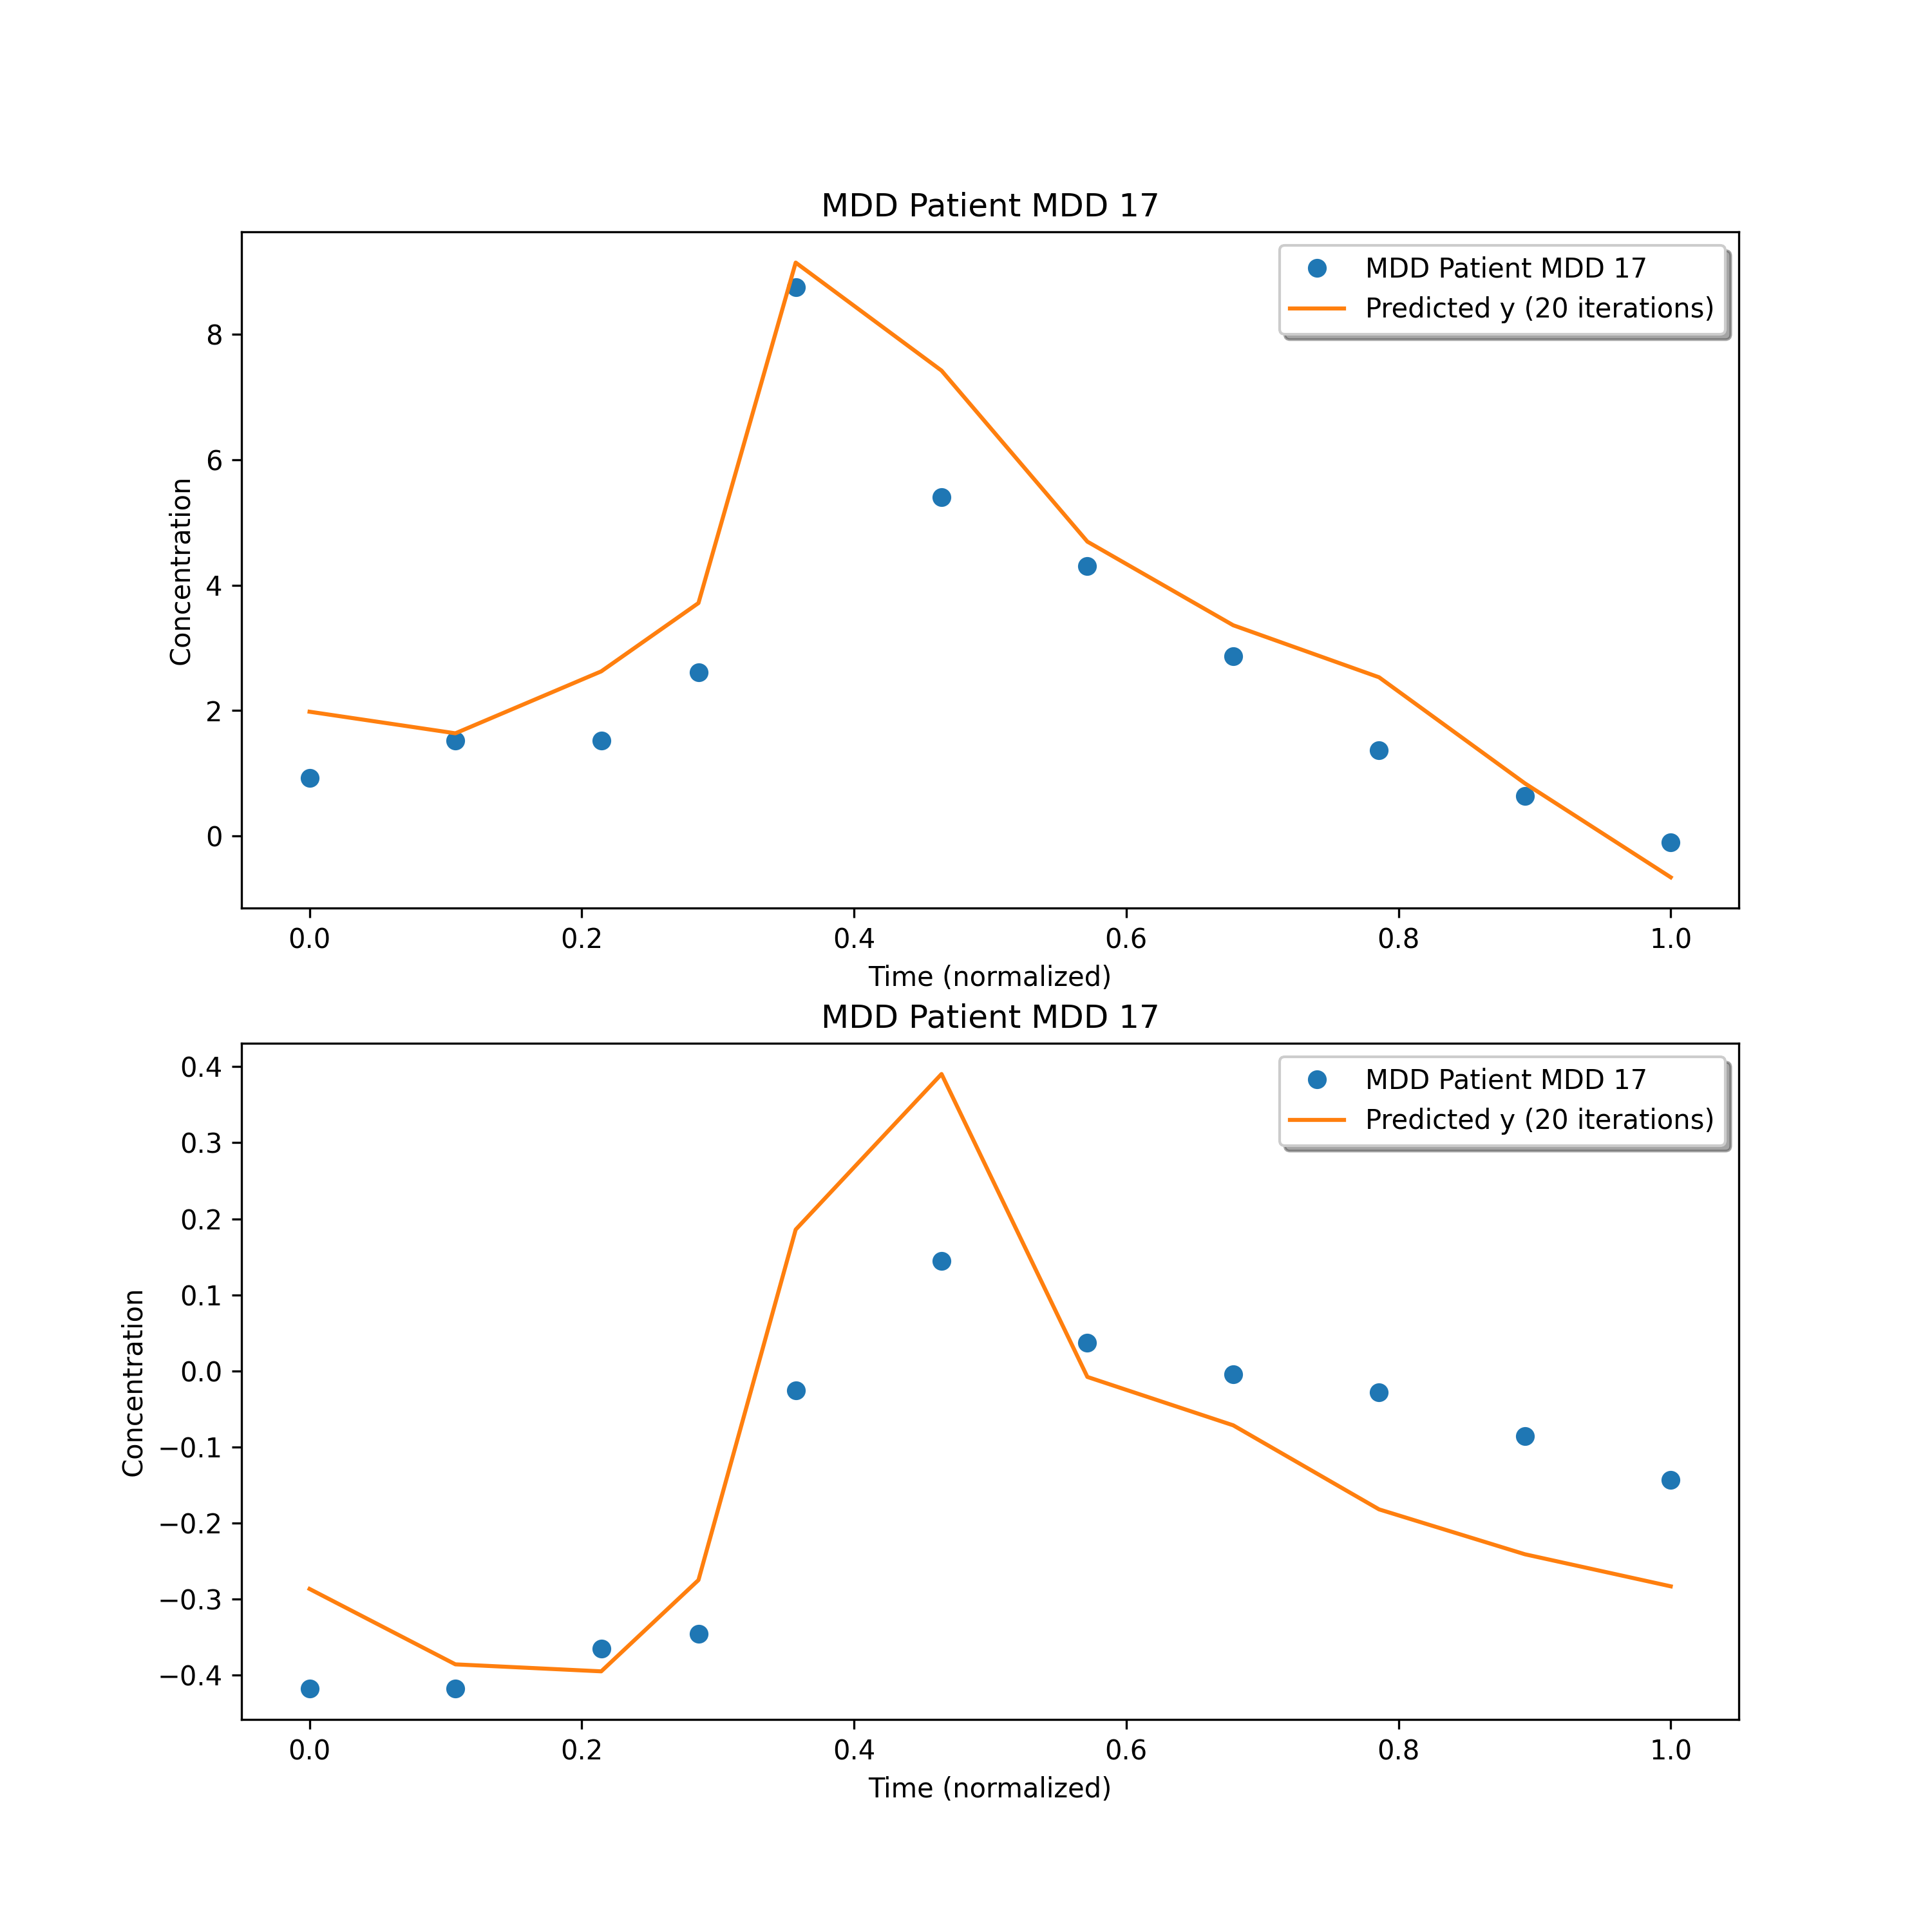 MDD Patient MDD 17
MDD Patient MDD 17
Predicted y (20 iterations)
8
6
4
2
0
Concentration
0.0 0.2 0.4 0.6 0.8 1.0
Time (normalized)
MDD Patient MDD 17
MDD Patient MDD 17
Predicted y (20 iterations)
0.4
0.3
0.2
0.1
0.0
−0.1
−0.2
−0.3
−0.4
Concentration
0.0 0.2 0.4 0.6 0.8 1.0
Time (normalized)